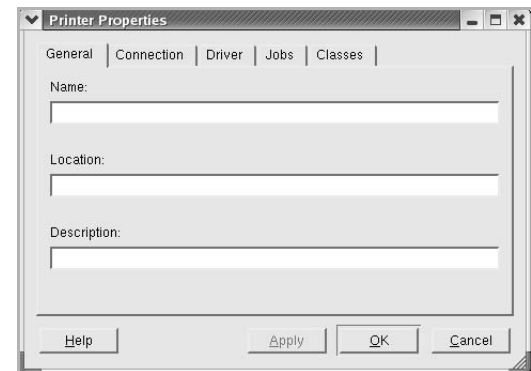 Printer Properties
General Connection Driver Jobs Classes
Name:
Location:
Description:
Help Apply OK Cancel